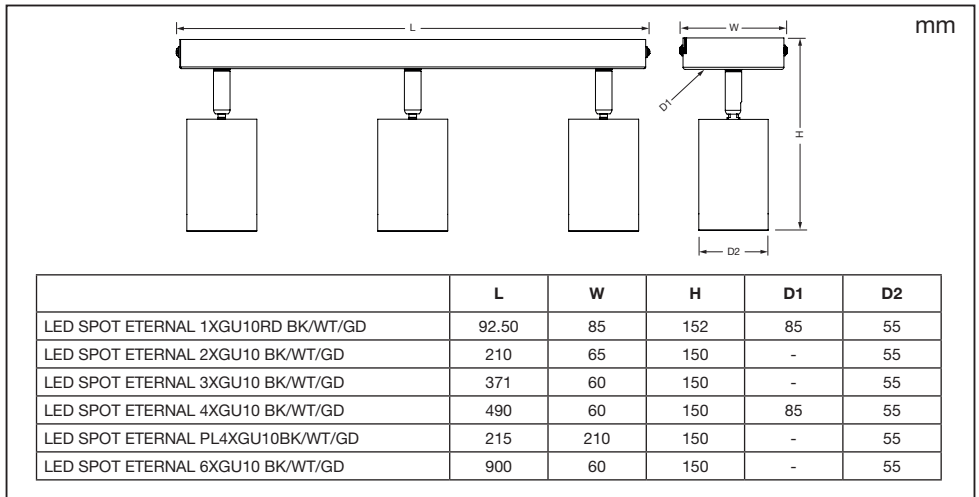 mm
L
W
D1
H
D2
L W H D1 D2
LED SPOT ETERNAL 1XGU10RD BK/WT/GD 92.50 85 152 85 55
LED SPOT ETERNAL 2XGU10 BK/WT/GD 210 65 150 - 55
LED SPOT ETERNAL 3XGU10 BK/WT/GD 371 60 150 - 55
LED SPOT ETERNAL 4XGU10 BK/WT/GD 490 60 150 85 55
LED SPOT ETERNAL PL4XGU10BK/WT/GD 215 210 150 - 55
LED SPOT ETERNAL 6XGU10 BK/WT/GD 900 60 150 - 55